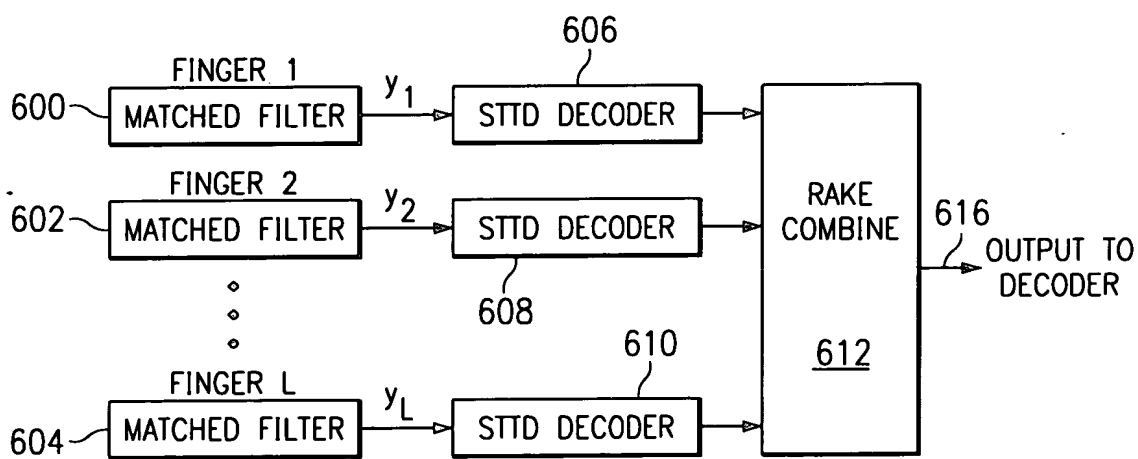 606
FINGER 1
600
MATCHED FILTER
y1
STTD DECODER
FINGER 2
602
MATCHED FILTER
y2
STTD DECODER
608
RAKE
COMBINE
612
616
OUTPUT TO
DECODER
610
FINGER L
604
MATCHED FILTER
yL
STTD DECODER